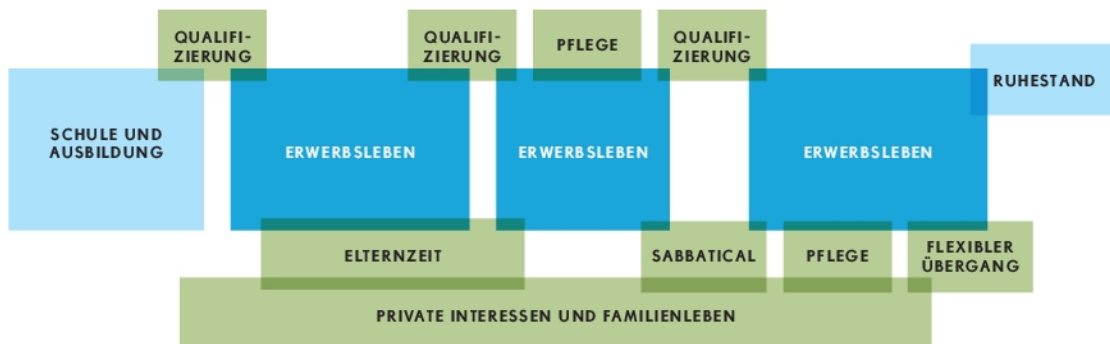 QUALIFI-
ZIERUNG
QUALIFI-
ZIERUNG
PFLEGE
QUALIFI-
ZIERUNG
RUHESTAND
SCHULE UND
AUSBILDUNG
ERWERBSLEBEN
ERWERBSLEBEN
ERWERBSLEBEN
ELTERNZEIT
SABBATICAL
PFLEGE
FLEXIBLER
ÜBERGANG
PRIVATE INTERESSEN UND FAMILIENLEBEN